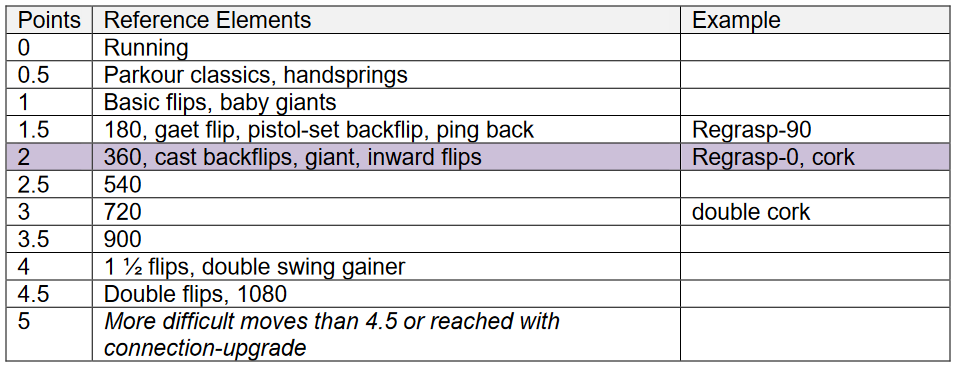 Points Reference Elements Example
0 Running
0.5 Parkour classics, handsprings
1 Basic flips, baby giants
1.5 180, gaet flip, pistol-set backflip, ping back Regrasp-90
2 360, cast backflips, giant, inward flips Regrasp-0, cork
2.5 540
3 720 double cork
3.5 900
4 1 ½ flips, double swing gainer
4.5 Double flips, 1080
5 More difficult moves than 4.5 or reached with
connection-upgrade